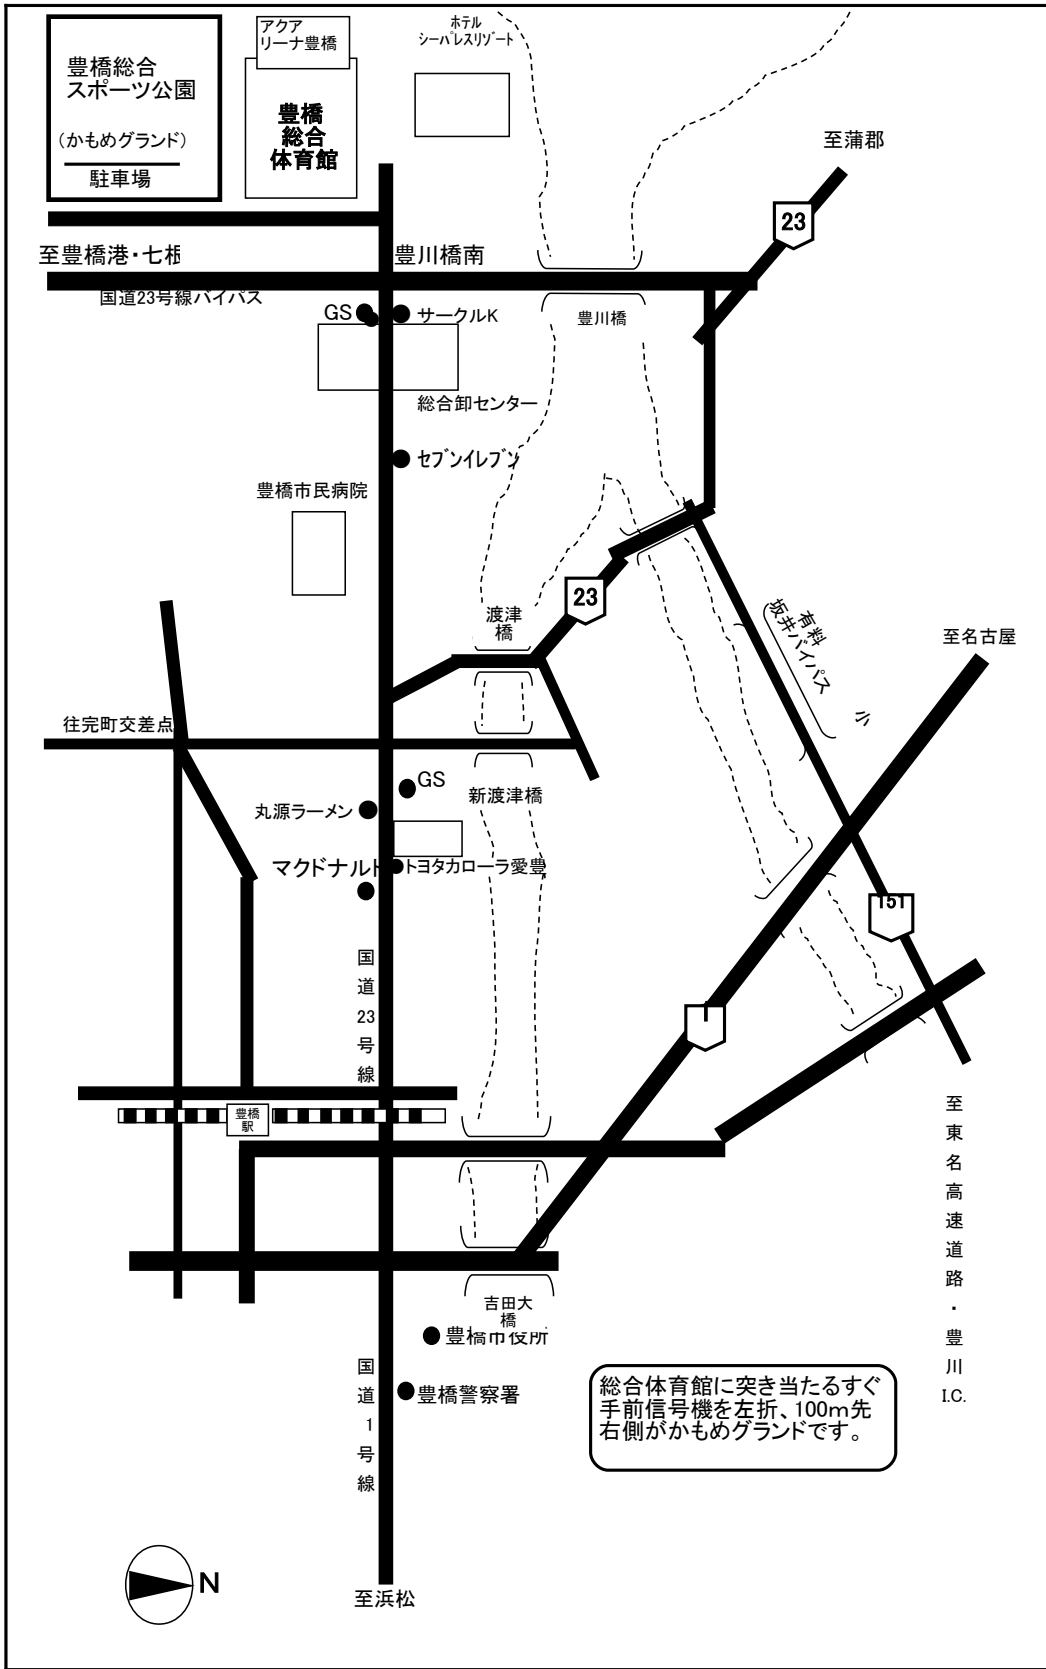 アクア
リーナ豊橋
ホテル
シーパレスリゾート
豊橋総合
スポーツ公園
(かもめグランド)
駐車場
豊橋
総合
体育館
至蒲郡
23
至豊橋港・七根
豊川橋南
国道23号線バイパス
GS
サークルK
豊川橋
総合卸センター
セブンイレブン
豊橋市民病院
23
渡津
橋
有料
坂井バイパス
小
至名古屋
往完町交差点
GS
新渡津橋
丸源ラーメン
マクドナルド
トヨタカローラ愛豊
151
国道23号線
1
豊橋
駅
至東名高速道路・豊川I.C.
吉田大
橋
豊橋市役所
国道1号線
豊橋警察署
総合体育館に突き当たるすぐ
手前信号機を左折、100m先
右側がかもめグランドです。
N
至浜松